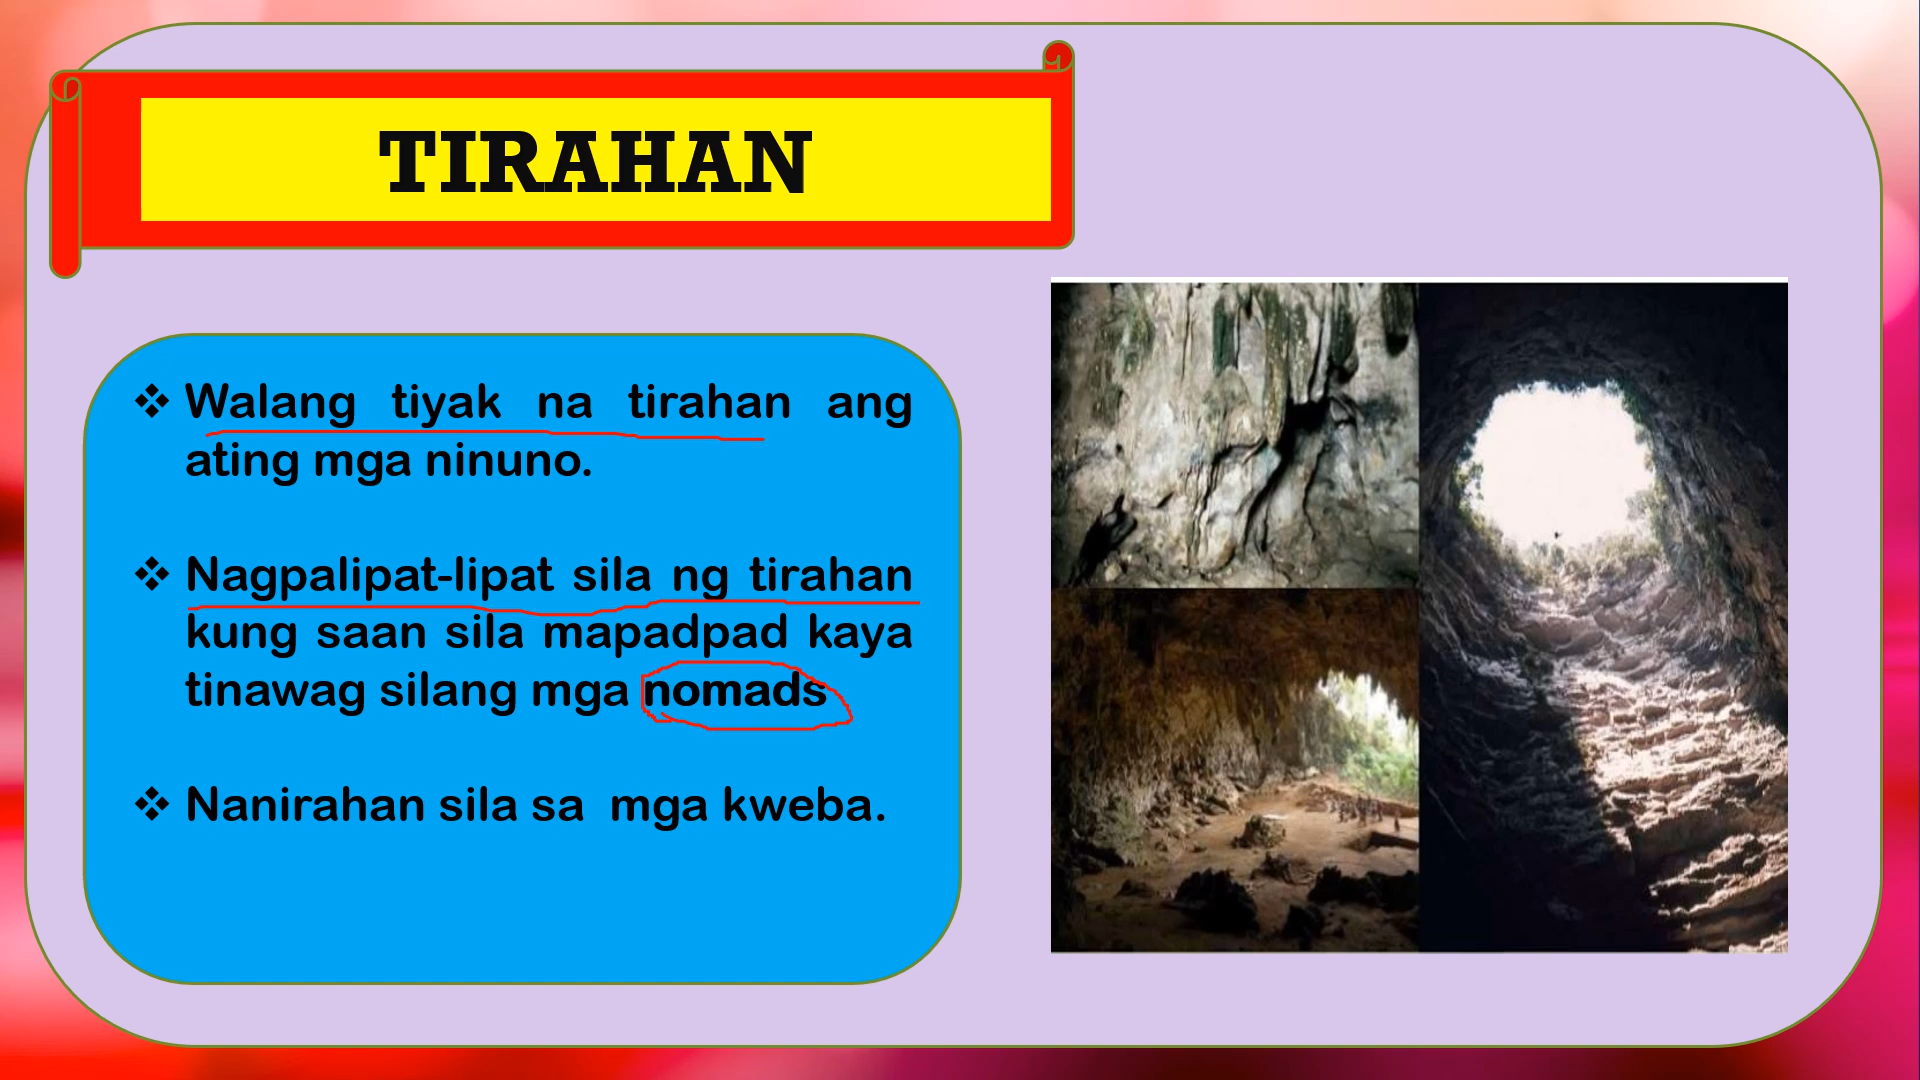 TIRAHAN
❖ Walang tiyak na tirahan ang
ating mga ninuno.
❖ Nagpalipat-lipat sila ng tirahan
kung saan sila mapadpad kaya
tinawag silang mga nomads
❖ Nanirahan sila sa mga kweba.